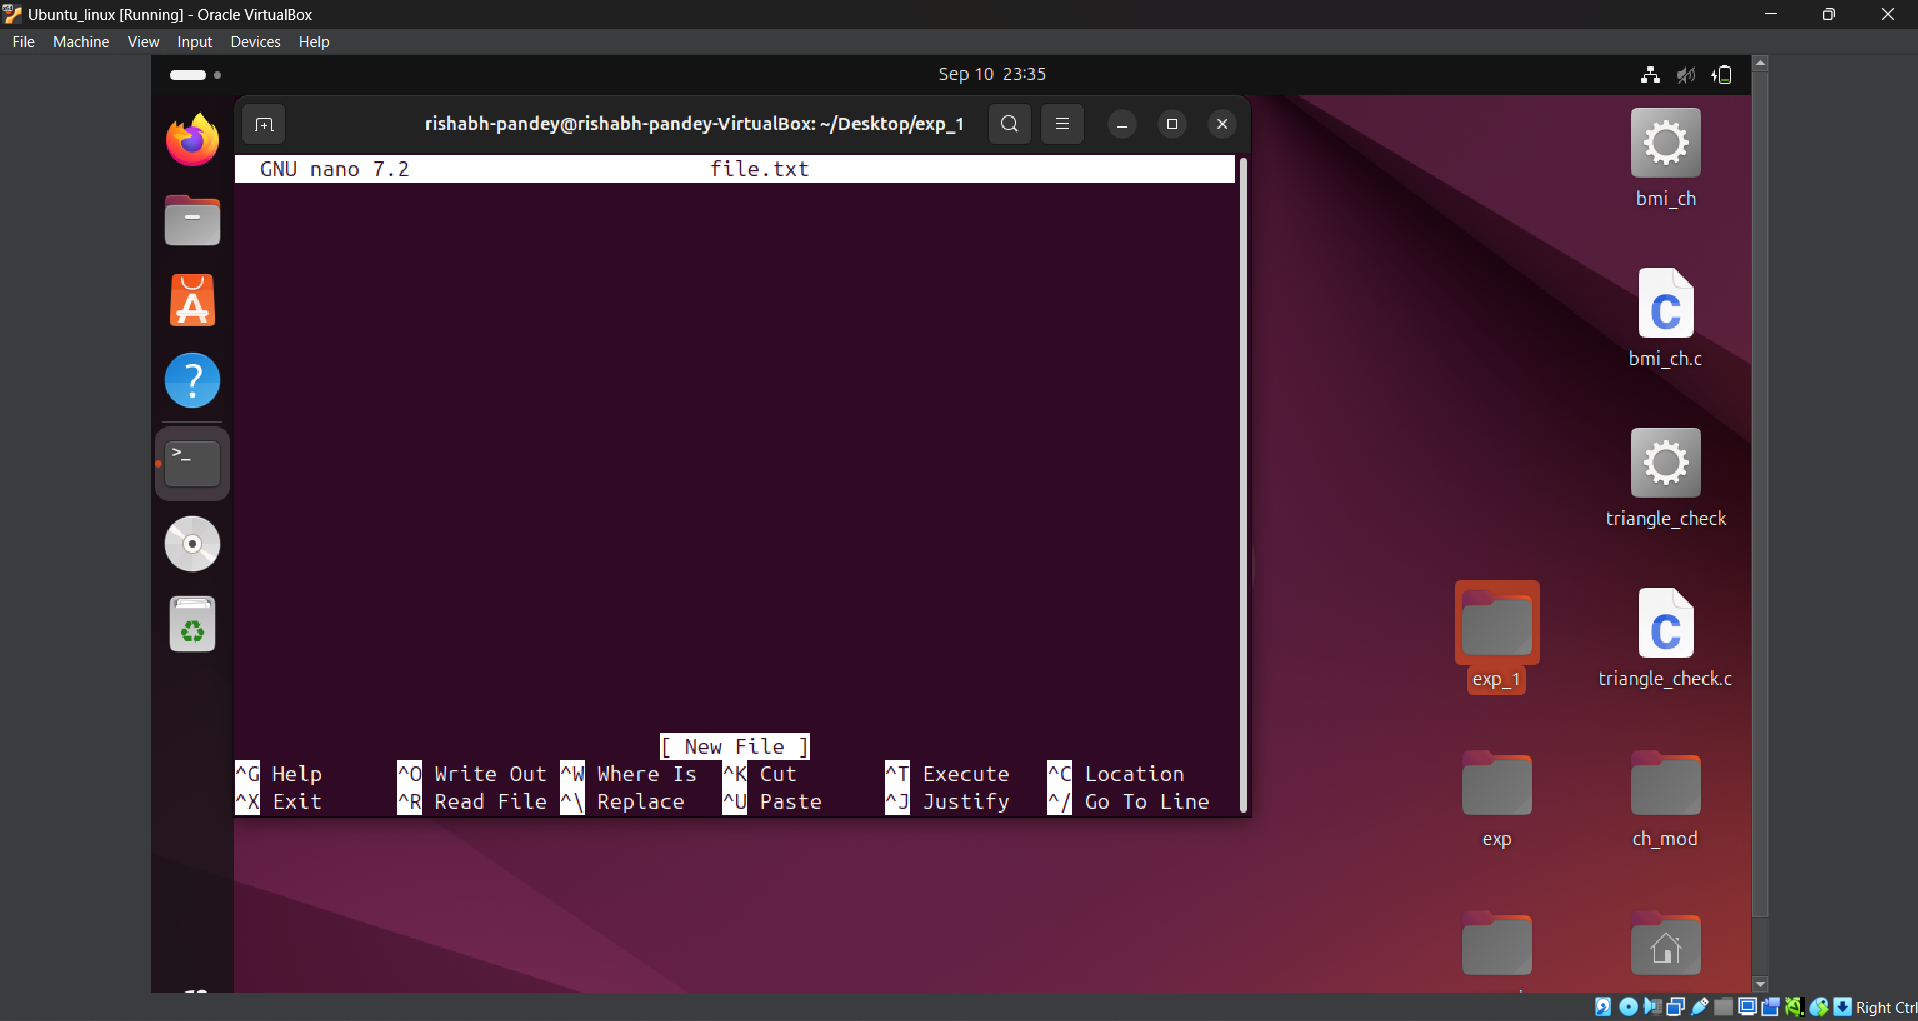 Ubuntu_linux [Running] - Oracle VirtualBox
File Machine View Input Devices Help
Sep 10 23:35
rishabh-pandey@rishabh-pandey-VirtualBox: ~/Desktop/exp_1
GNU nano 7.2 file.txt
[ New File ]
^G Help ^O Write Out ^W Where Is ^K Cut ^T Execute ^C Location
^X Exit ^R Read File ^\ Replace ^U Paste ^J Justify ^/ Go To Line
bmi_ch
bmi_ch.c
triangle_check
exp_1
triangle_check.c
exp
ch_mod
Right Ctrl